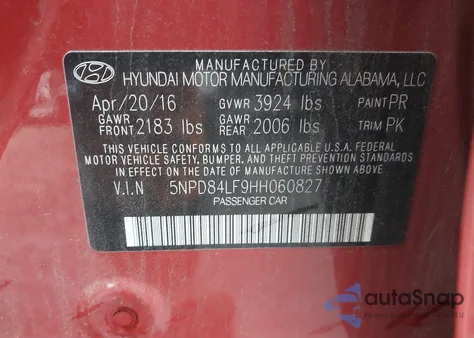 MANUFACTURED BY
HYUNDAI MOTOR MANUFACTURING ALABAMA, LLC
Apr/20/16 GVWR 3924 lbs PAINT PR
GAWR FRONT 2183 lbs GAWR REAR 2006 lbs TRIM PK
THIS VEHICLE CONFORMS TO ALL APPLICABLE U.S.A. FEDERAL
MOTOR VEHICLE SAFETY, BUMPER, AND THEFT PREVENTION STANDARDS
IN EFFECT ON THE DATE OF MANUFACTURE SHOWN ABOVE.
V.I.N 5NPD84LF9HH060827
PASSENGER CAR
autoSnap